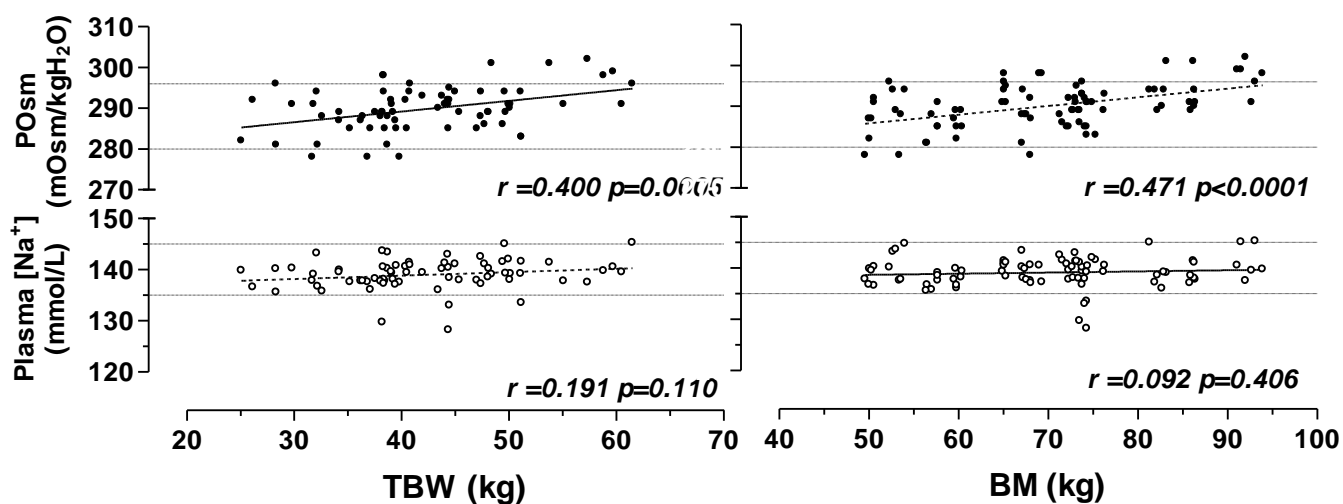 310
300
290
280
270
POsm
(mOsm/kgH₂O)
r =0.400 p=0.0005
r =0.471 p<0.0001
150
140
130
120
Plasma [Na⁺]
(mmol/L)
r =0.191 p=0.110
r =0.092 p=0.406
20 30 40 50 60 70
40 50 60 70 80 90 100
TBW (kg)
BM (kg)